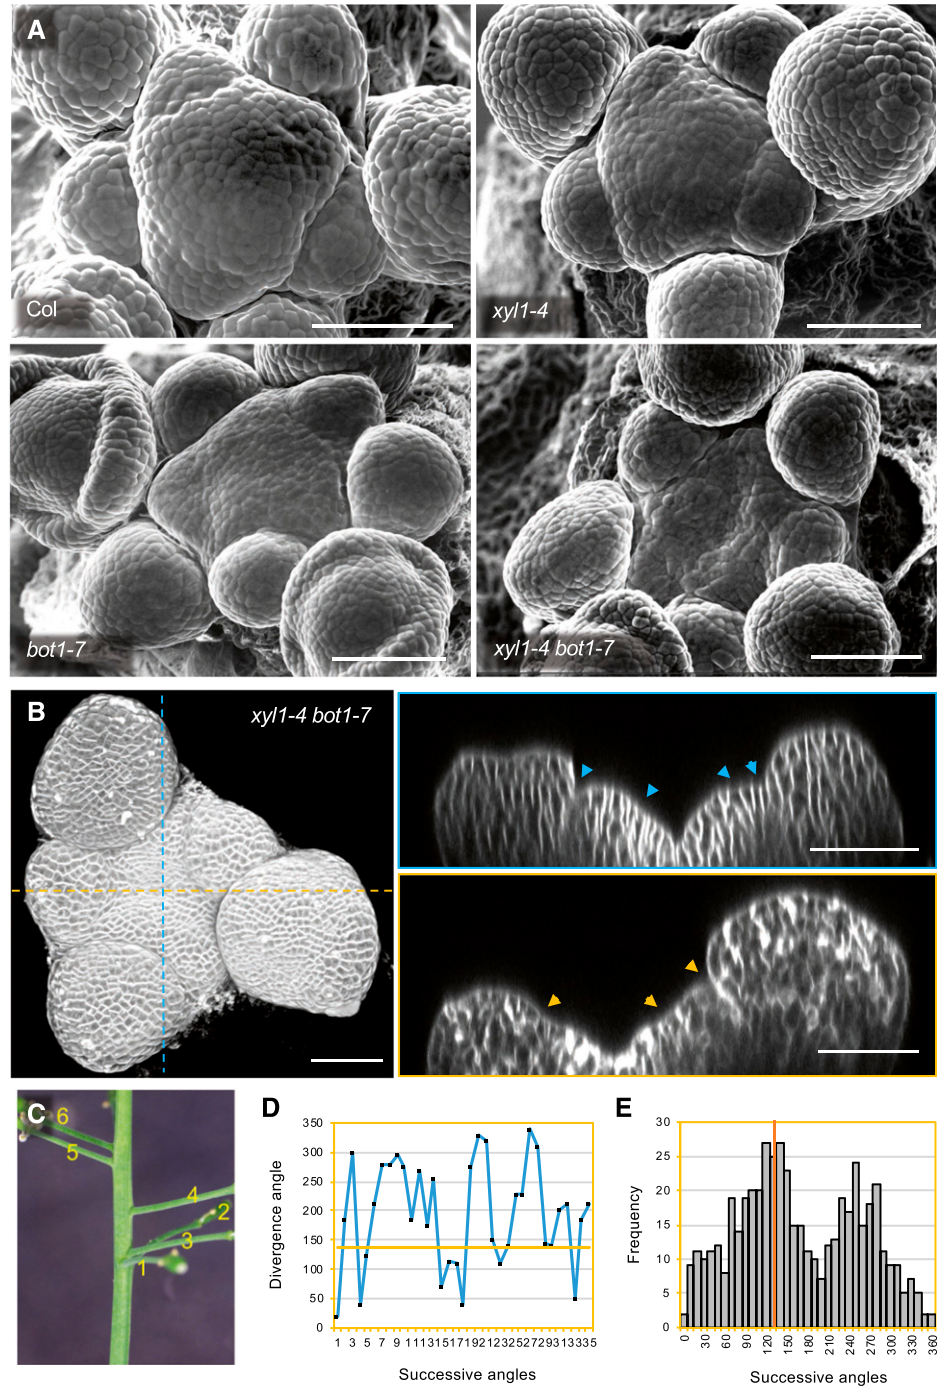 A
Col
xyl1-4
bot1-7
xyl1-4 bot1-7
B
xyl1-4 bot1-7
C
6
5
4
2
3
1
D
Divergence angle
350
300
250
200
150
100
50
0
1 3 5 7 9 11 13 15 17 19 21 23 25 27 29 31 33 35
Successive angles
E
Frequency
30
25
20
15
10
5
0
0 30 60 90 120 150 180 210 240 270 300 330 360
Successive angles